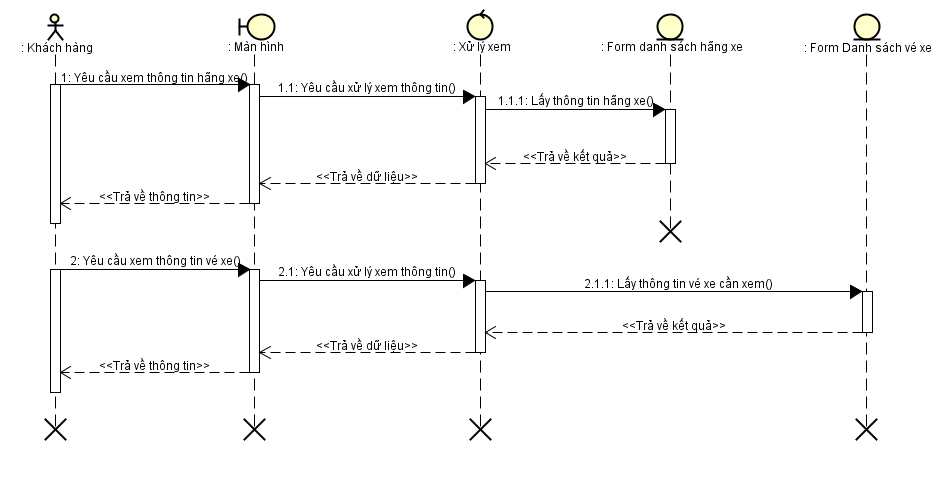 : Khách hàng
: Màn hình
: Xử lý xem
: Form danh sách hãng xe
: Form Danh sách vé xe
1: Yêu cầu xem thông tin hãng xe()
1.1: Yêu cầu xử lý xem thông tin()
1.1.1: Lấy thông tin hãng xe()
<<Trả về kết quả>>
<<Trả về dữ liệu>>
<<Trả về thông tin>>
2: Yêu cầu xem thông tin vé xe()
2.1: Yêu cầu xử lý xem thông tin()
2.1.1: Lấy thông tin vé xe cần xem()
<<Trả về kết quả>>
<<Trả về dữ liệu>>
<<Trả về thông tin>>